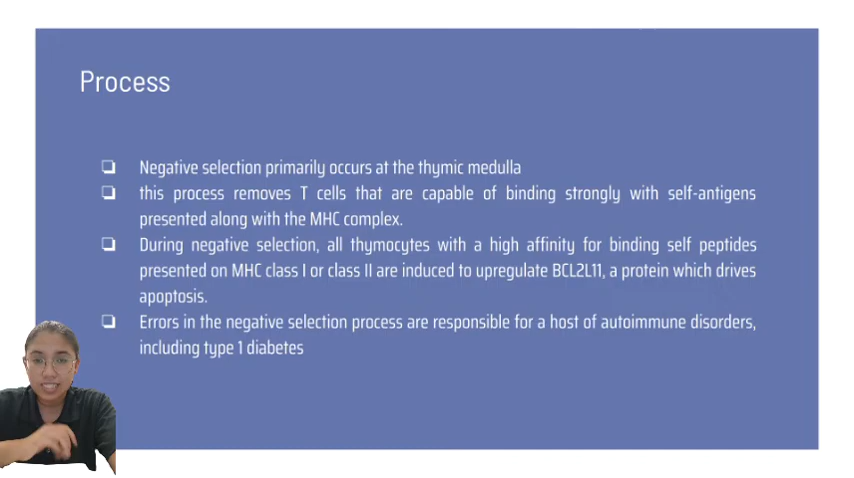 Process
Negative selection primarily occurs at the thymic medulla
this process removes T cells that are capable of binding strongly with self-antigens
presented along with the MHC complex.
During negative selection, all thymocytes with a high affinity for binding self peptides
presented on MHC class I or class II are induced to upregulate BCL2L11, a protein which drives
apoptosis.
Errors in the negative selection process are responsible for a host of autoimmune disorders,
including type 1 diabetes